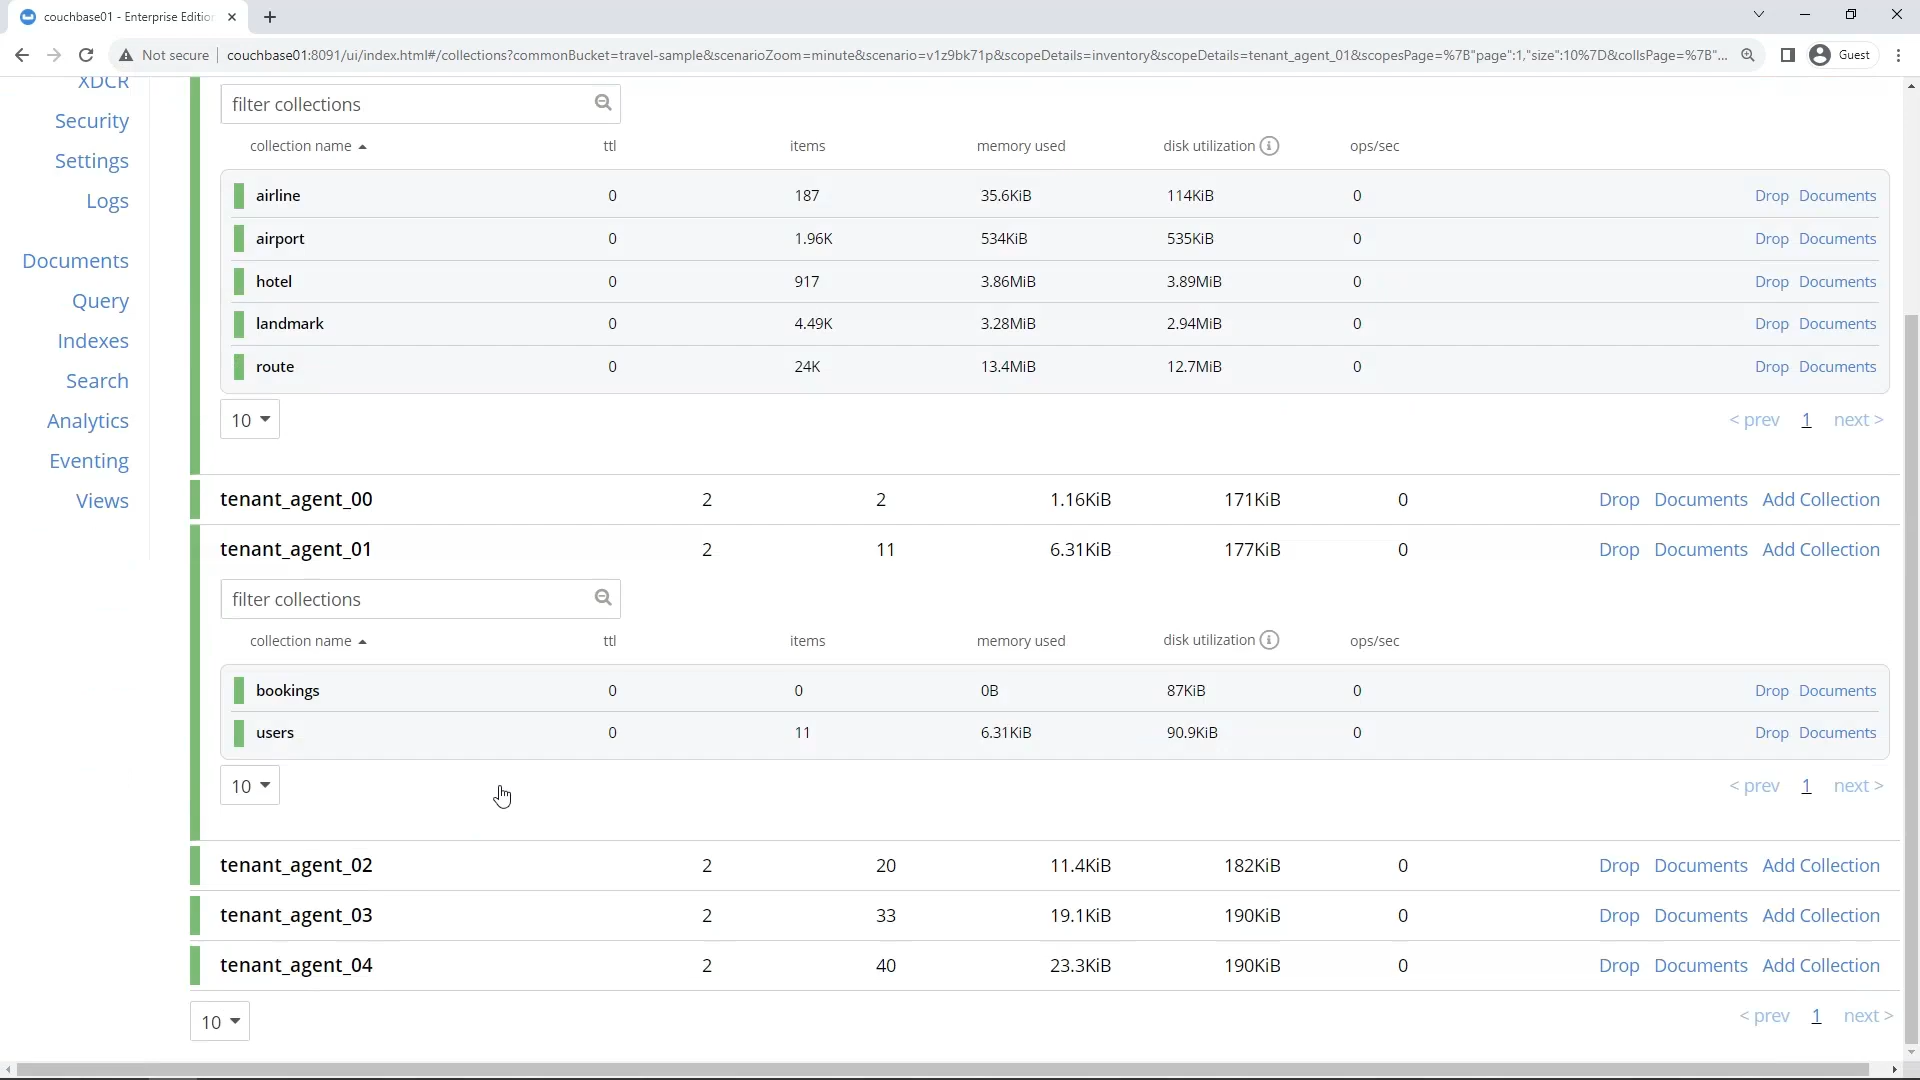 couchbase01 - Enterprise Editio
Not secure couchbase01:8091/ui/index.html#/collections?commonBucket=travel-sample&scenarioZoom=minute&scenario=v1z9bk71p&scopeDetails=inventory&scopeDetails=tenant_agent_01&scopesPage=%7B"page":1,"size":10%7D&collsPage=%7B"... Guest
XDCR
Security
Settings
Logs
Documents
Query
Indexes
Search
Analytics
Eventing
Views
filter collections
collection name ttl items memory used disk utilization ops/sec
airline 0 187 35.6KiB 114KiB 0 Drop Documents
airport 0 1.96K 534KiB 535KiB 0 Drop Documents
hotel 0 917 3.86MiB 3.89MiB 0 Drop Documents
landmark 0 4.49K 3.28MiB 2.94MiB 0 Drop Documents
route 0 24K 13.4MiB 12.7MiB 0 Drop Documents
10 < prev 1 next >
tenant_agent_00 2 2 1.16KiB 171KiB 0 Drop Documents Add Collection
tenant_agent_01 2 11 6.31KiB 177KiB 0 Drop Documents Add Collection
filter collections
collection name ttl items memory used disk utilization ops/sec
bookings 0 0 0B 87KiB 0 Drop Documents
users 0 11 6.31KiB 90.9KiB 0 Drop Documents
10 < prev 1 next >
tenant_agent_02 2 20 11.4KiB 182KiB 0 Drop Documents Add Collection
tenant_agent_03 2 33 19.1KiB 190KiB 0 Drop Documents Add Collection
tenant_agent_04 2 40 23.3KiB 190KiB 0 Drop Documents Add Collection
10 < prev 1 next >